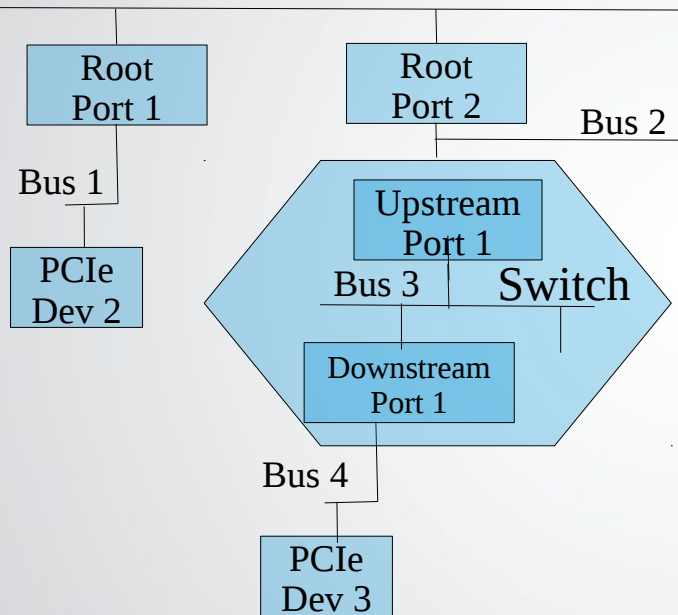 Root
Port 1
Root
Port 2
Bus 2
Bus 1
Upstream
Port 1
PCIe
Dev 2
Bus 3
Switch
Downstream
Port 1
Bus 4
PCIe
Dev 3